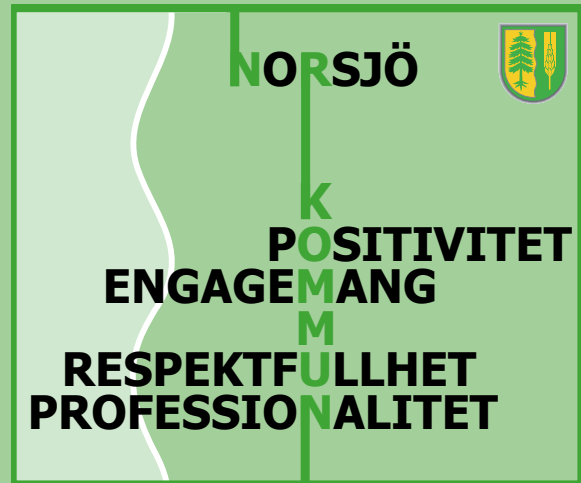 NORSJÖ
K
POSITIVITET
ENGAGEMANG
M
RESPEKTFULLHET
PROFESSIONALITET